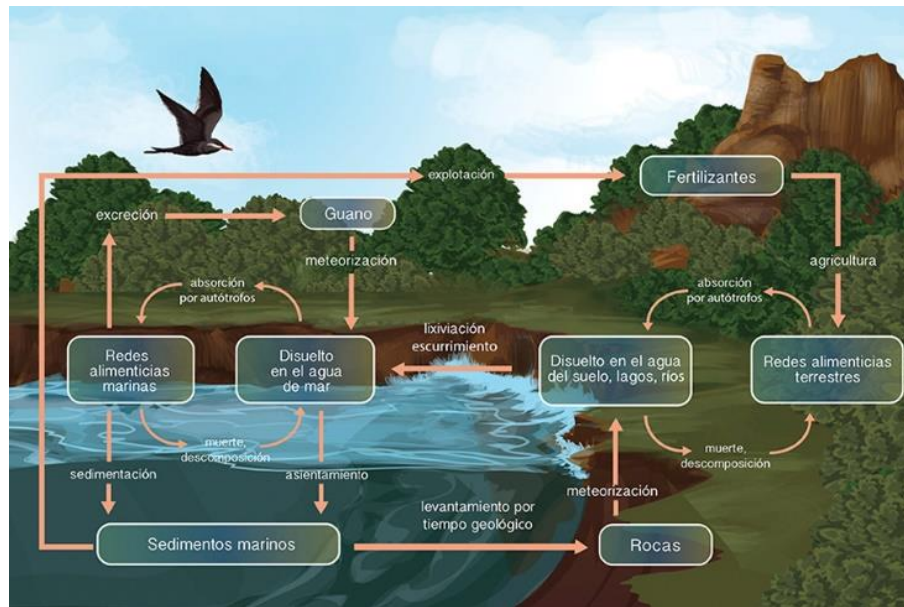 explotación
Fertilizantes
excreción
Guano
meteorización
agricultura
absorción
por autótrofos
absorción
por autótrofos
lixiviación
escurrimiento
Redes
alimenticias
marinas
Disuelto
en el agua
de mar
Disuelto en el agua
del suelo, lagos, ríos
Redes alimenticias
terrestres
muerte,
descomposición
muerte,
descomposición
sedimentación
asientamiento
meteorización
levantamiento por
tiempo geológico
Sedimentos marinos
Rocas